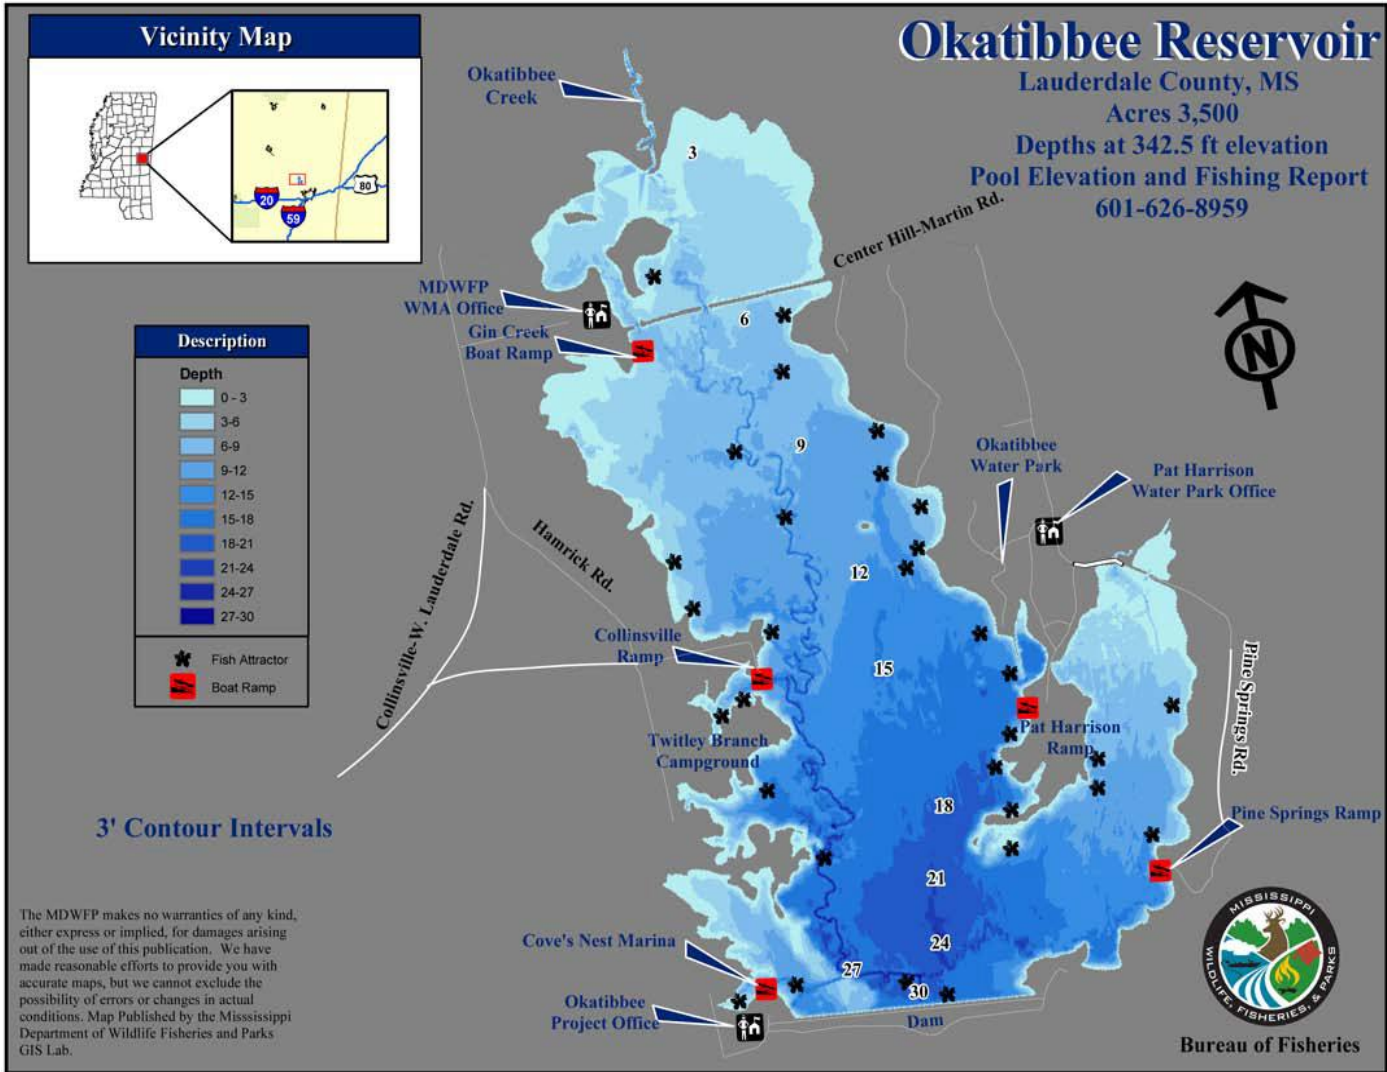 Vicinity Map
20
59
80
Okatibbee Reservoir
Lauderdale County, MS
Acres 3,500
Depths at 342.5 ft elevation
Pool Elevation and Fishing Report
601-626-8959
Okatibbee
Creek
3
Center Hill-Martin Rd.
MDWFP
WMA Office
Gin Creek
Boat Ramp
6
N
Description
Depth
0 - 3
3-6
6-9
9-12
12-15
15-18
18-21
21-24
24-27
27-30
Fish Attractor
Boat Ramp
9
Okatibbee
Water Park
Pat Harrison
Water Park Office
Collinsville-W. Lauderdale Rd.
Hamrick Rd.
12
Collinsville
Ramp
15
Pine Springs Rd.
Twitley Branch
Campground
Pat Harrison
Ramp
18
Pine Springs Ramp
3' Contour Intervals
21
24
Cove's Nest Marina
27
30
Okatibbee
Project Office
Dam
The MDWFP makes no warranties of any kind,
either express or implied, for damages arising
out of the use of this publication. We have
made reasonable efforts to provide you with
accurate maps, but we cannot exclude the
possibility of errors or changes in actual
conditions. Map Published by the Misssissippi
Department of Wildlife Fisheries and Parks
GIS Lab.
MISSISSIPPI
WILDLIFE, FISHERIES, & PARKS
Bureau of Fisheries